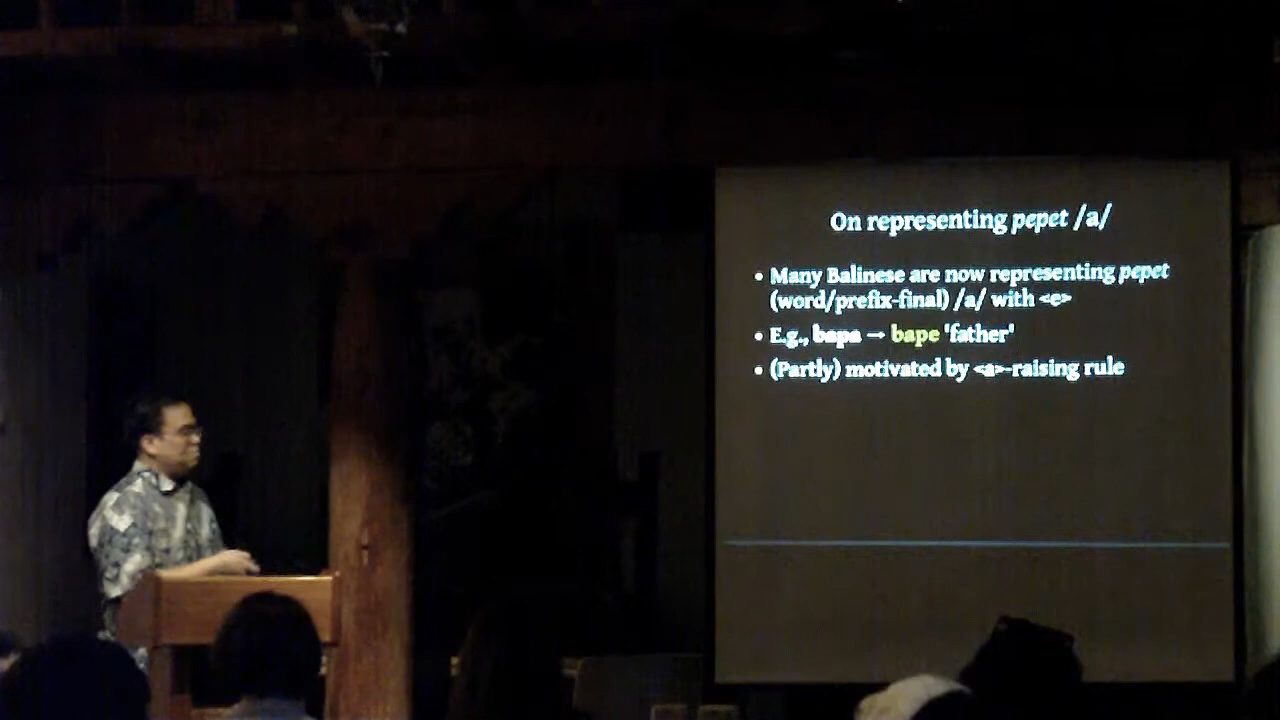 On representing pepet /a/
• Many Balinese are now representing pepet
(word/prefix-final) /a/ with <e>
• E.g., bapa → bape 'father'
• (Partly) motivated by <a>-raising rule